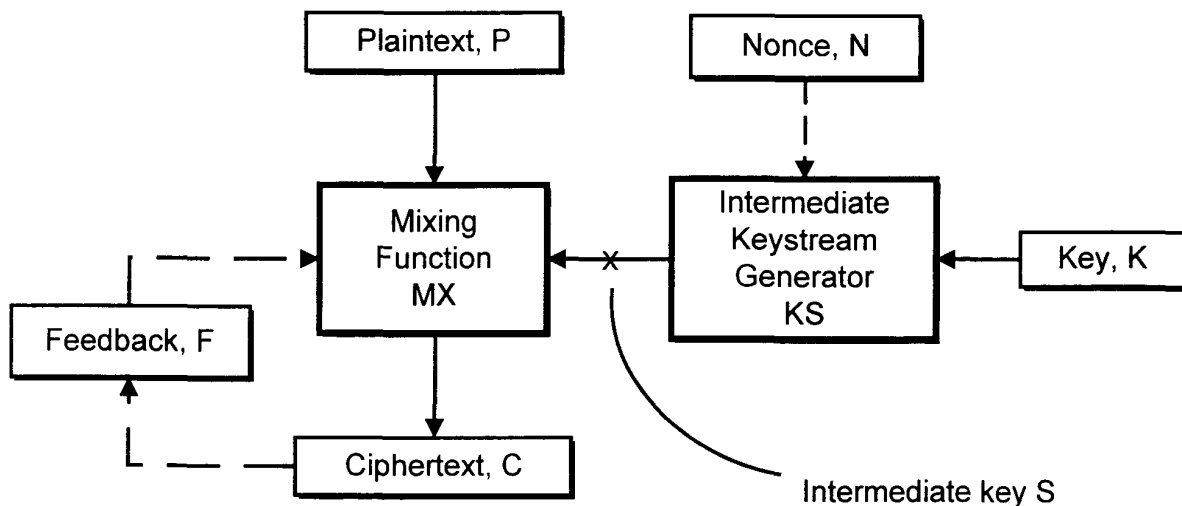 Plaintext, P
Nonce, N
Mixing
Function
MX
Intermediate
Keystream
Generator
KS
Key, K
x
Feedback, F
Ciphertext, C
Intermediate key S